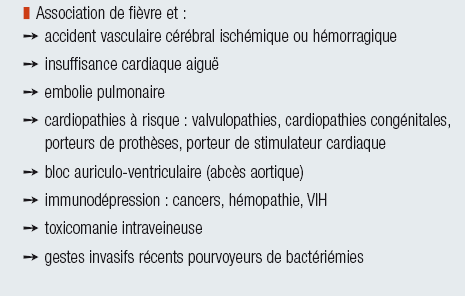 Association de fièvre et :
→ accident vasculaire cérébral ischémique ou hémorragique
→ insuffisance cardiaque aiguë
→ embolie pulmonaire
→ cardiopathies à risque : valvulopathies, cardiopathies congénitales,
porteurs de prothèses, porteur de stimulateur cardiaque
→ bloc auriculo-ventriculaire (abcès aortique)
→ immunodépression : cancers, hémopathie, VIH
→ toxicomanie intraveineuse
→ gestes invasifs récents pourvoyeurs de bactériémies